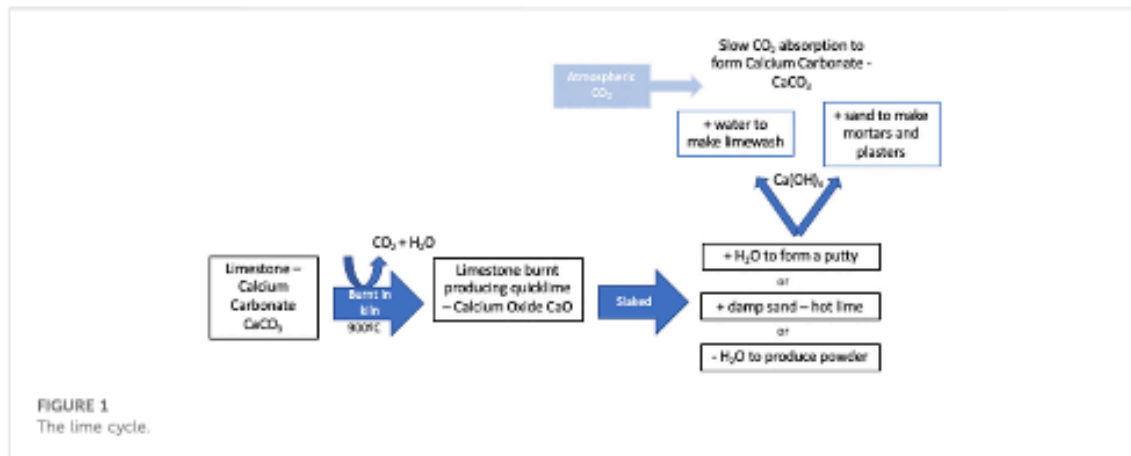 Slow CO₂ absorption to
form Calcium Carbonate -
CaCO₃
Atmospheric
CO₂
+ water to
make limewash
+ sand to make
mortars and
plasters
Ca(OH)₂
CO₂ + H₂O
Limestone –
Calcium
Carbonate
CaCO₃
Burnt in
kiln
900ºC
Limestone burnt
producing quicklime
– Calcium Oxide CaO
Slaked
+ H₂O to form a putty
or
+ damp sand – hot lime
or
- H₂O to produce powder
FIGURE 1
The lime cycle.